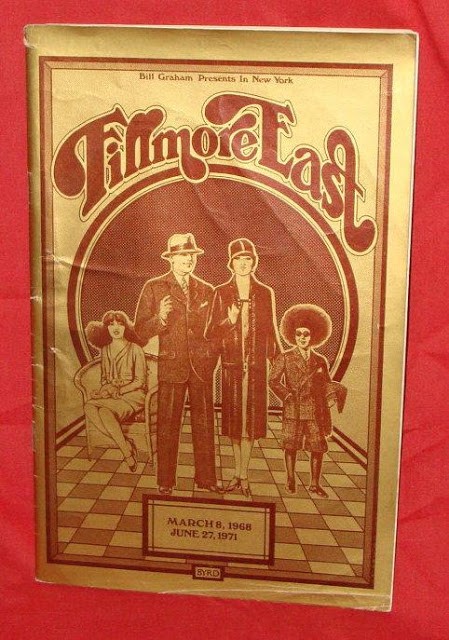 Bill Graham Presents In New York
Fillmore East
MARCH 8, 1968
JUNE 27, 1971
BYRD